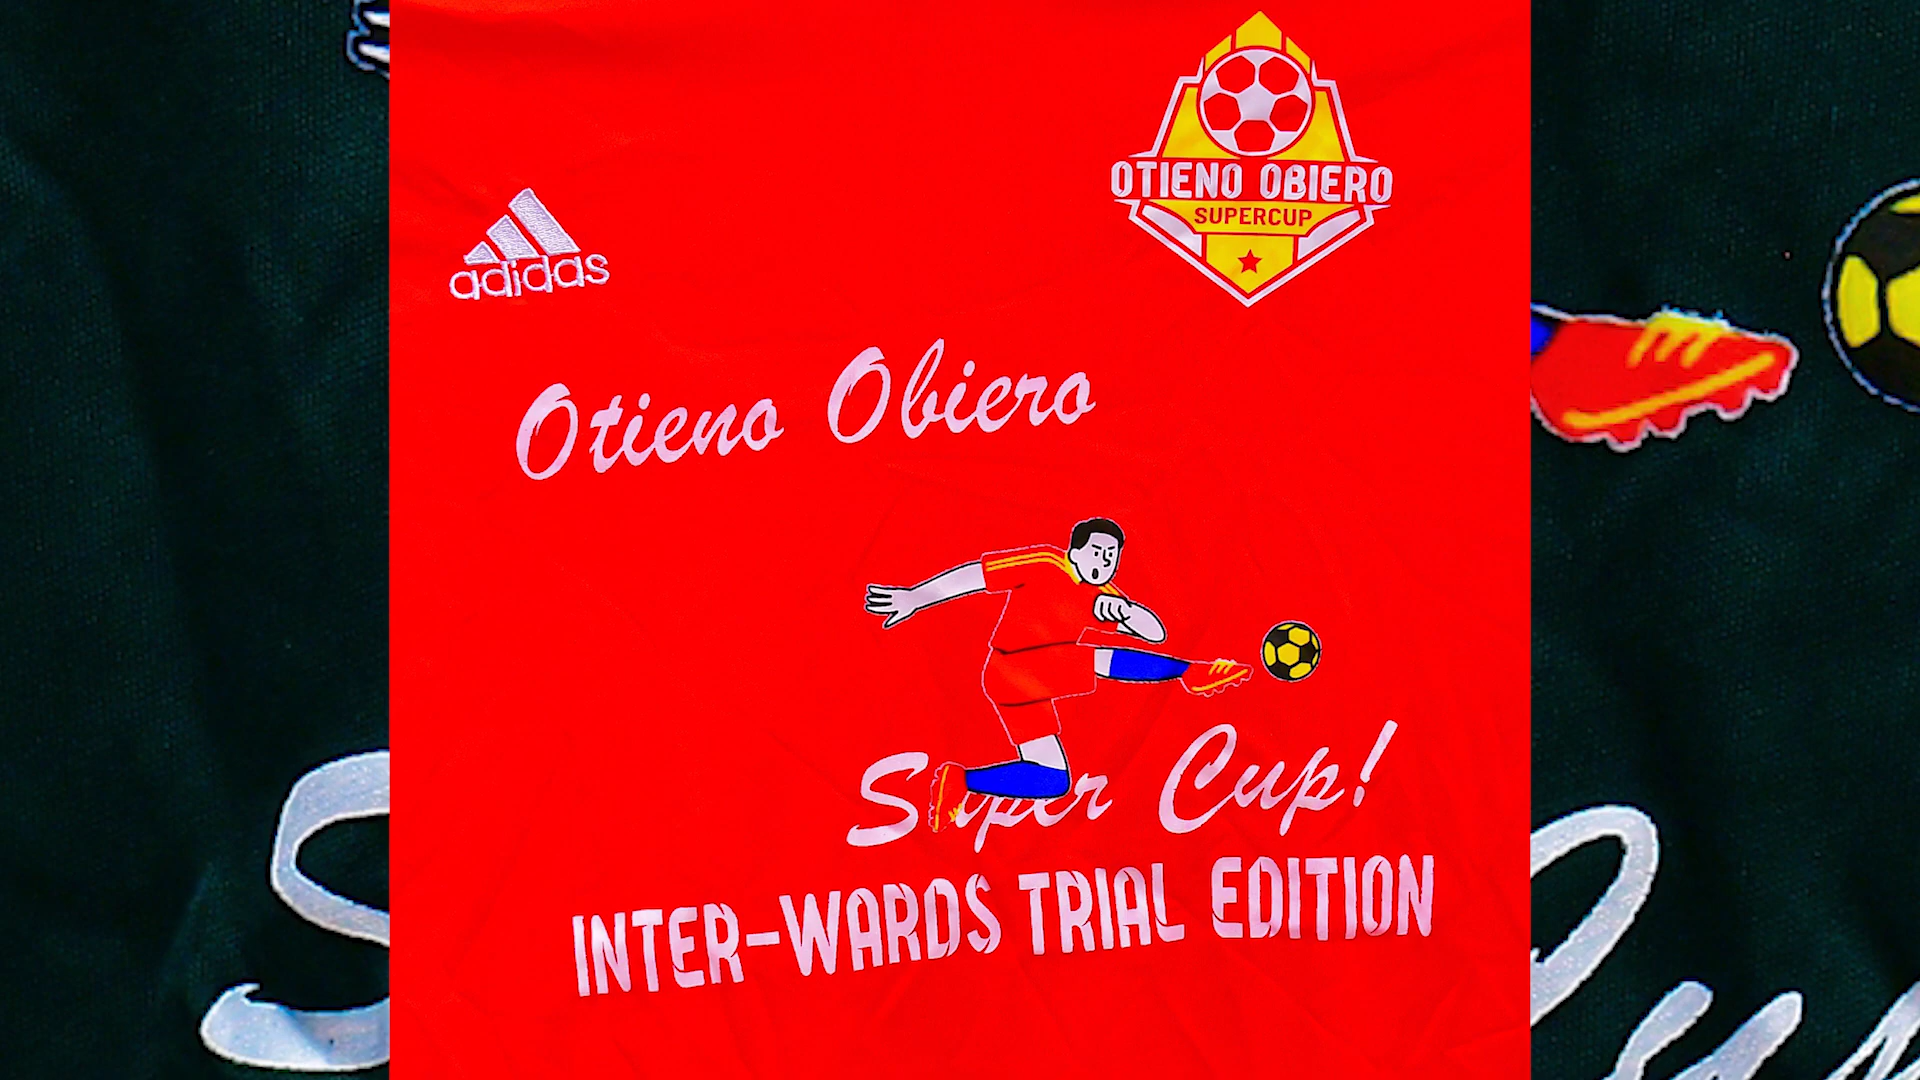 OTIENO OBIERO
SUPERCUP
adidas
Otieno Obiero
Super Cup!
INTER-WARDS TRIAL EDITION